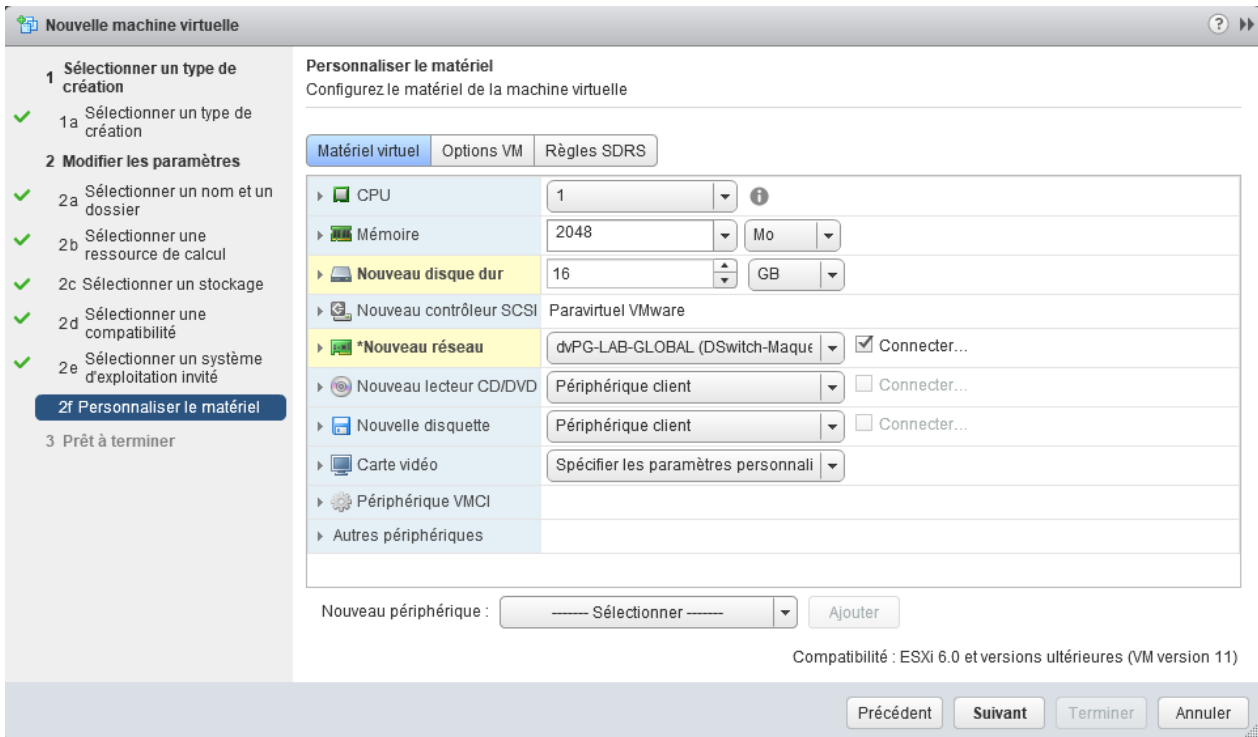 Nouvelle machine virtuelle
1 Sélectionner un type de
création
1a Sélectionner un type de
création
2 Modifier les paramètres
2a Sélectionner un nom et un
dossier
2b Sélectionner une
ressource de calcul
2c Sélectionner un stockage
2d Sélectionner une
compatibilité
2e Sélectionner un système
d'exploitation invité
2f Personnaliser le matériel
3 Prêt à terminer
Personnaliser le matériel
Configurez le matériel de la machine virtuelle
Matériel virtuel Options VM Règles SDRS
CPU 1
Mémoire 2048 Mo
Nouveau disque dur 16 GB
Nouveau contrôleur SCSI Paravirtuel VMware
*Nouveau réseau dvPG-LAB-GLOBAL (DSwitch-Maque Connecter...
Nouveau lecteur CD/DVD Périphérique client Connecter...
Nouvelle disquette Périphérique client Connecter...
Carte vidéo Spécifier les paramètres personnali
Périphérique VMCI
Autres périphériques
Nouveau périphérique : ------- Sélectionner ------- Ajouter
Compatibilité : ESXi 6.0 et versions ultérieures (VM version 11)
Précédent Suivant Terminer Annuler